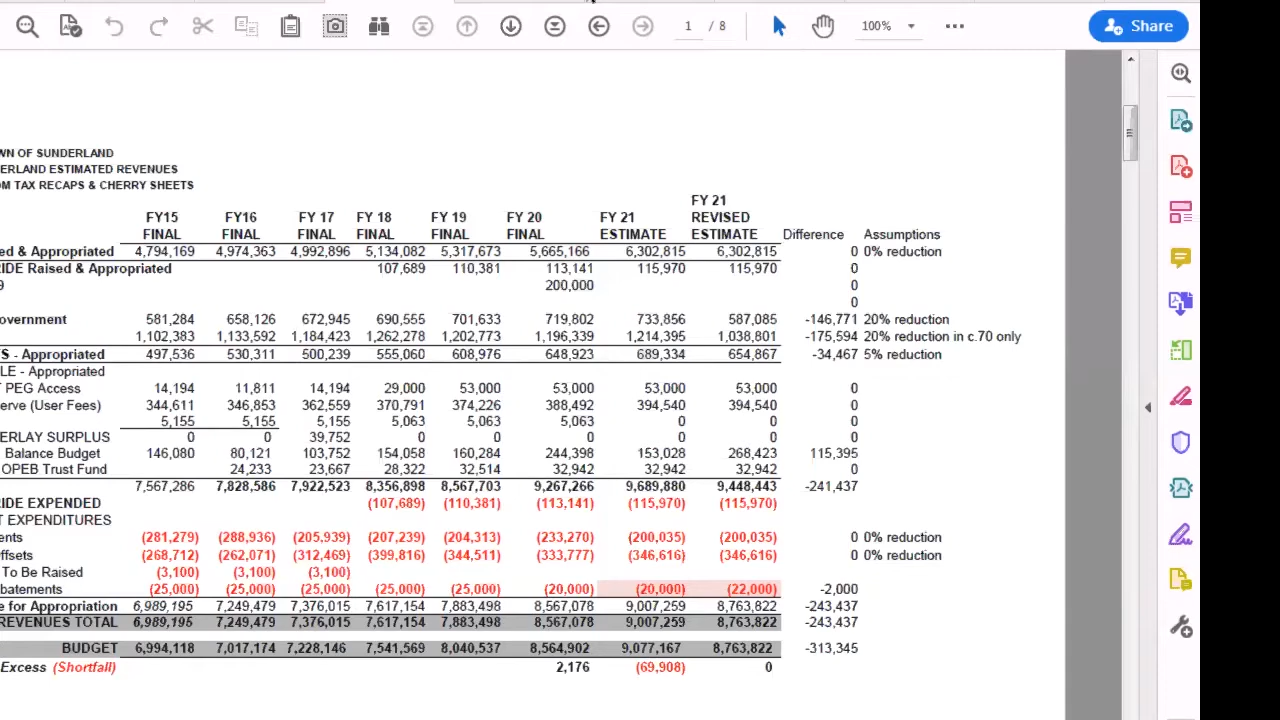 1 / 8 100% Share
WN OF SUNDERLAND
ERLAND ESTIMATED REVENUES
OM TAX RECAPS & CHERRY SHEETS
FY 21
FY15 FY16 FY 17 FY 18 FY 19 FY 20 FY 21 REVISED
FINAL FINAL FINAL FINAL FINAL FINAL ESTIMATE ESTIMATE Difference Assumptions
ed & Appropriated 4,794,169 4,974,363 4,992,896 5,134,082 5,317,673 5,665,166 6,302,815 6,302,815 0 0% reduction
RIDE Raised & Appropriated 107,689 110,381 113,141 115,970 115,970 0
9 200,000 0
0
overnment 581,284 658,126 672,945 690,555 701,633 719,802 733,856 587,085 -146,771 20% reduction
1,102,383 1,133,592 1,184,423 1,262,278 1,202,773 1,196,339 1,214,395 1,038,801 -175,594 20% reduction in c.70 only
TS - Appropriated 497,536 530,311 500,239 555,060 608,976 648,923 689,334 654,867 -34,467 5% reduction
LE - Appropriated
T PEG Access 14,194 11,811 14,194 29,000 53,000 53,000 53,000 53,000 0
erve (User Fees) 344,611 346,853 362,559 370,791 374,226 388,492 394,540 394,540 0
5,155 5,155 5,155 5,063 5,063 5,063 0 0 0
ERLAY SURPLUS 0 0 39,752 0 0 0 0 0 0
Balance Budget 146,080 80,121 103,752 154,058 160,284 244,398 153,028 268,423 115,395
OPEB Trust Fund 24,233 23,667 28,322 32,514 32,942 32,942 32,942 0
7,567,286 7,828,586 7,922,523 8,356,898 8,567,703 9,267,266 9,689,880 9,448,443 -241,437
RIDE EXPENDED (107,689) (110,381) (113,141) (115,970) (115,970)
T EXPENDITURES
ents (281,279) (288,936) (205,939) (207,239) (204,313) (233,270) (200,035) (200,035) 0 0% reduction
ffsets (268,712) (262,071) (312,469) (399,816) (344,511) (333,777) (346,616) (346,616) 0 0% reduction
To Be Raised (3,100) (3,100) (3,100)
batements (25,000) (25,000) (25,000) (25,000) (25,000) (20,000) (20,000) (22,000) -2,000
e for Appropriation 6,989,195 7,249,479 7,376,015 7,617,154 7,883,498 8,567,078 9,007,259 8,763,822 -243,437
REVENUES TOTAL 6,989,195 7,249,479 7,376,015 7,617,154 7,883,498 8,567,078 9,007,259 8,763,822 -243,437
BUDGET 6,994,118 7,017,174 7,228,146 7,541,569 8,040,537 8,564,902 9,077,167 8,763,822 -313,345
Excess (Shortfall) 2,176 (69,908) 0